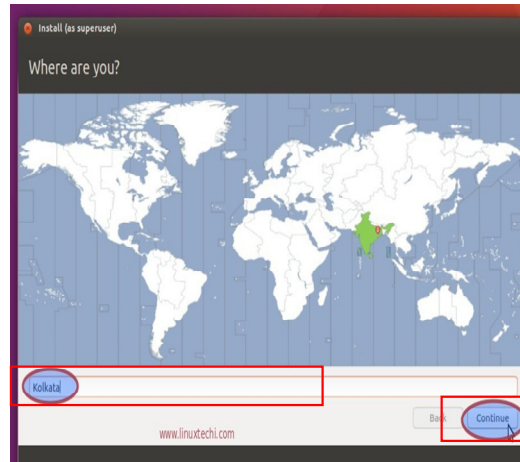 Install (as superuser)
Where are you?
Kolkata
Back Continue
www.linuxtechi.com